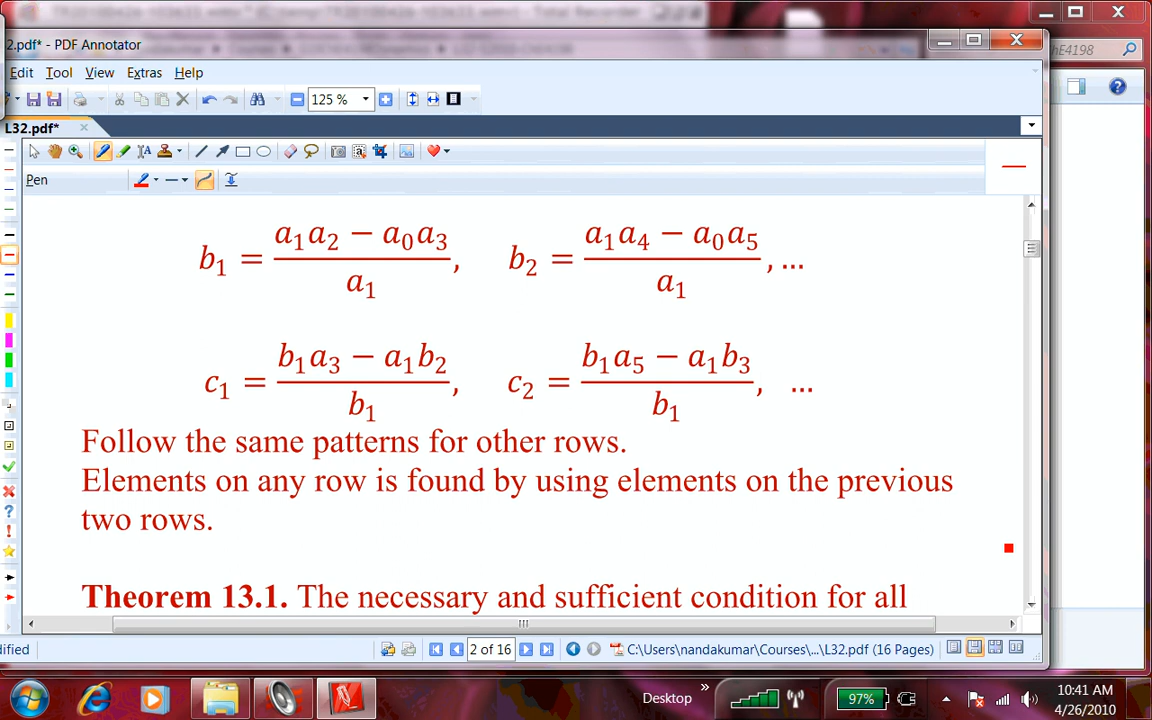 ChE4198
2.pdf* - PDF Annotator
Edit Tool View Extras Help
125 %
L32.pdf*
Pen
b₁ = (a₁a₂ − a₀a₃)/a₁, b₂ = (a₁a₄ − a₀a₅)/a₁, ...
c₁ = (b₁a₃ − a₁b₂)/b₁, c₂ = (b₁a₅ − a₁b₃)/b₁, ...
Follow the same patterns for other rows.
Elements on any row is found by using elements on the previous
two rows.
Theorem 13.1. The necessary and sufficient condition for all
dified 2 of 16 C:\Users\nandakumar\Courses\...\L32.pdf (16 Pages)
Desktop » 97% 10:41 AM
4/26/2010